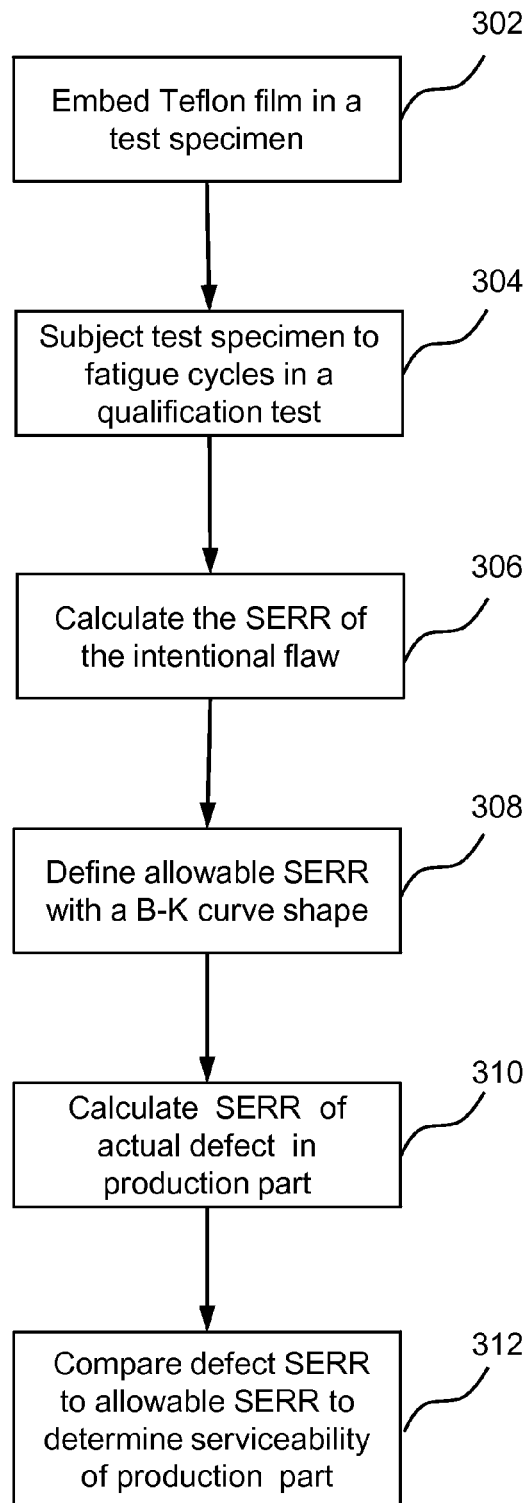 302
Embed Teflon film in a
test specimen
304
Subject test specimen to
fatigue cycles in a
qualification test
306
Calculate the SERR of
the intentional flaw
308
Define allowable SERR
with a B-K curve shape
310
Calculate SERR of
actual defect in
production part
312
Compare defect SERR
to allowable SERR to
determine serviceability
of production part